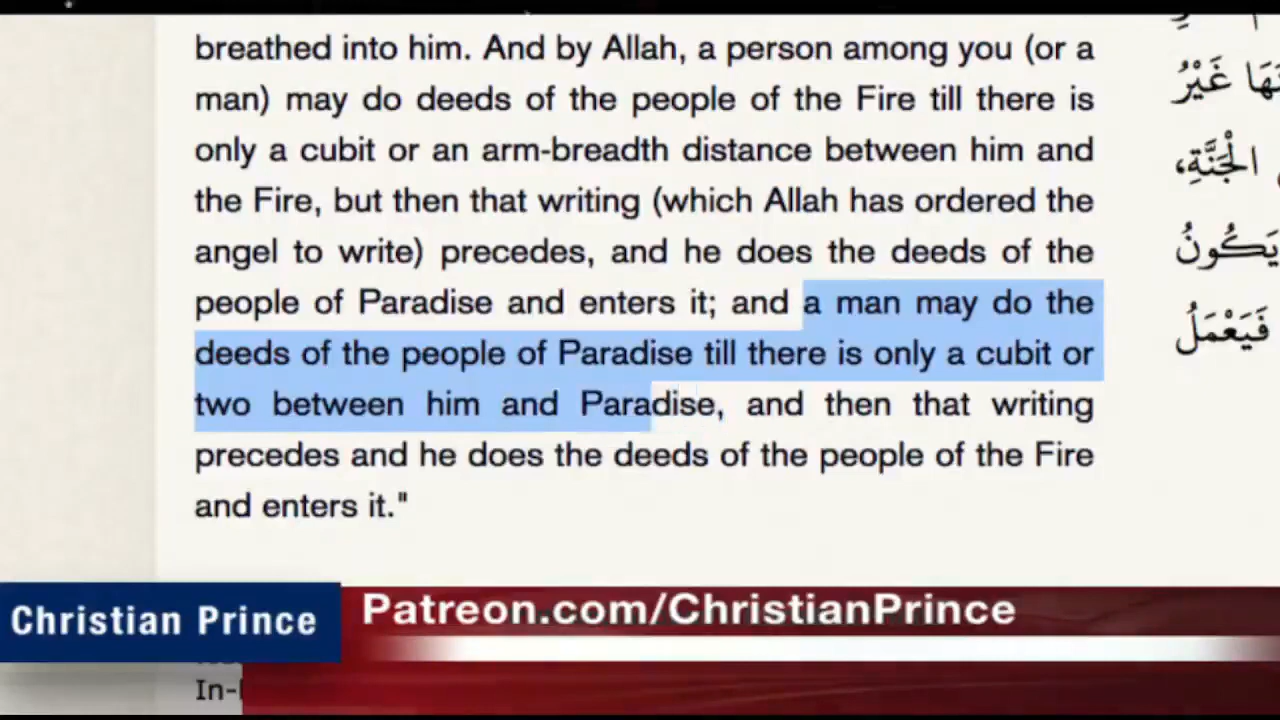 breathed into him. And by Allah, a person among you (or a
man) may do deeds of the people of the Fire till there is
only a cubit or an arm-breadth distance between him and
the Fire, but then that writing (which Allah has ordered the
angel to write) precedes, and he does the deeds of the
people of Paradise and enters it; and a man may do the
deeds of the people of Paradise till there is only a cubit or
two between him and Paradise, and then that writing
precedes and he does the deeds of the people of the Fire
and enters it."
غَيْرُ
الْجَنَّةِ،
يَكُونُ
فَيَعْمَلُ
Christian Prince
Patreon.com/ChristianPrince